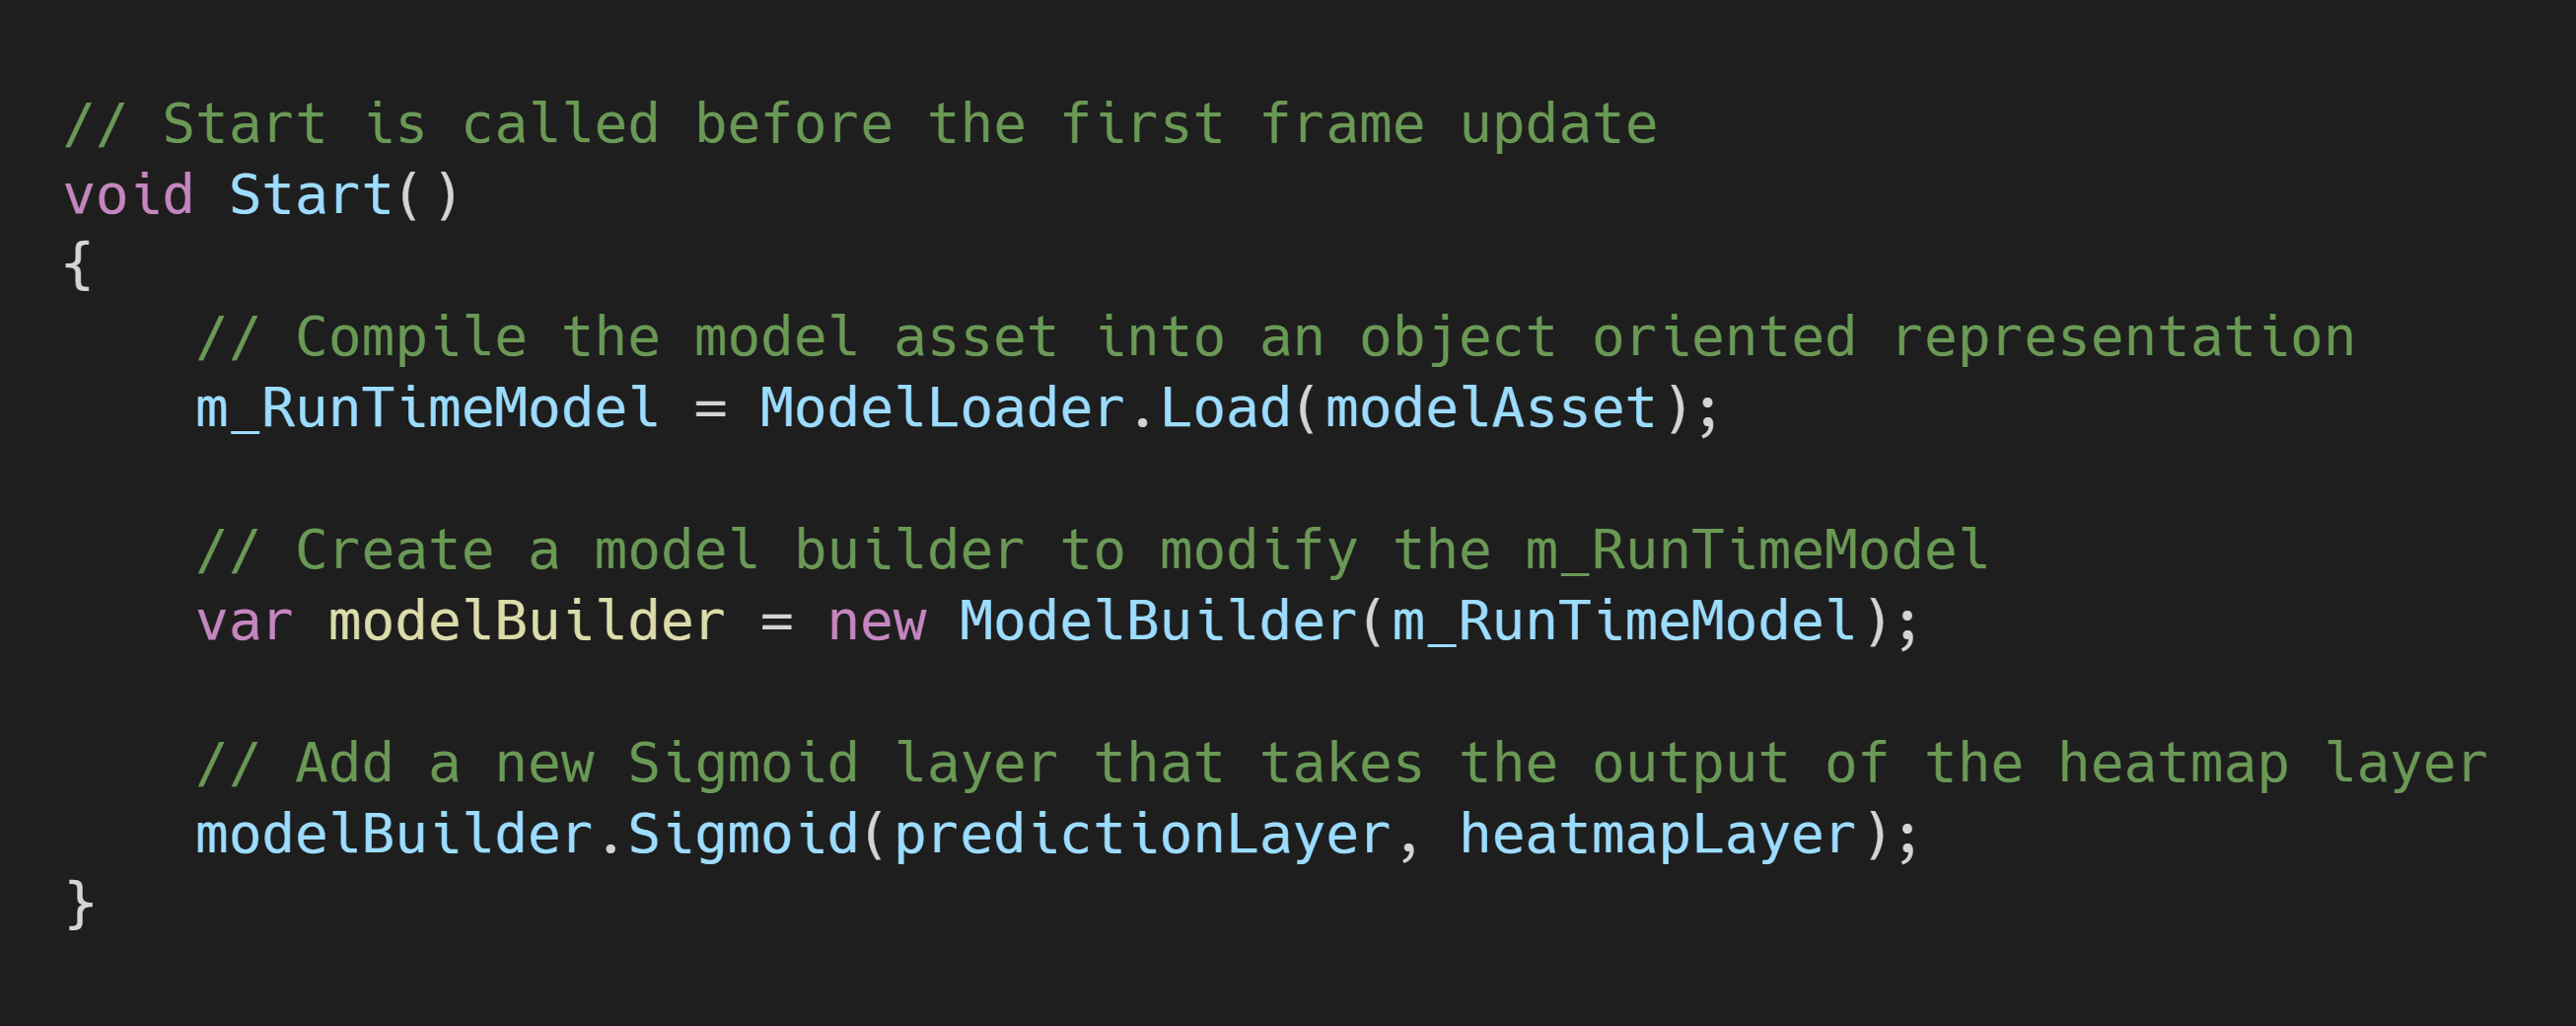 // Start is called before the first frame update
void Start()
{
    // Compile the model asset into an object oriented representation
    m_RunTimeModel = ModelLoader.Load(modelAsset);

    // Create a model builder to modify the m_RunTimeModel
    var modelBuilder = new ModelBuilder(m_RunTimeModel);

    // Add a new Sigmoid layer that takes the output of the heatmap layer
    modelBuilder.Sigmoid(predictionLayer, heatmapLayer);
}